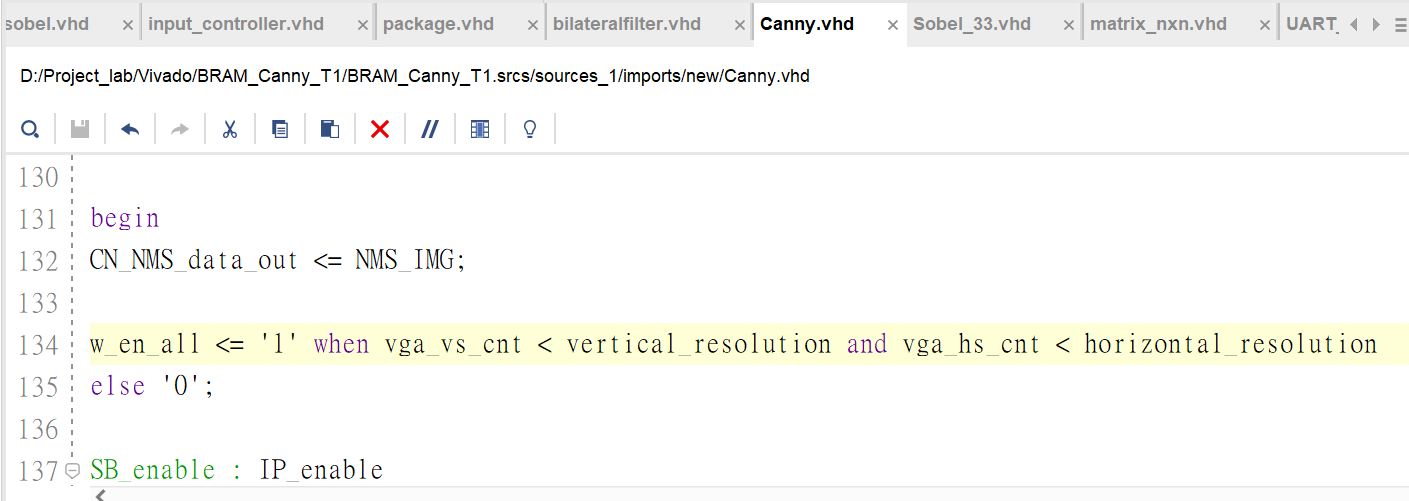 sobel.vhd × input_controller.vhd × package.vhd × bilateralfilter.vhd × Canny.vhd × Sobel_33.vhd × matrix_nxn.vhd × UART_
D:/Project_lab/Vivado/BRAM_Canny_T1/BRAM_Canny_T1.srcs/sources_1/imports/new/Canny.vhd
130
131 begin
132 CN_NMS_data_out <= NMS_IMG;
133
134 w_en_all <= '1' when vga_vs_cnt < vertical_resolution and vga_hs_cnt < horizontal_resolution
135 else '0';
136
137 SB_enable : IP_enable